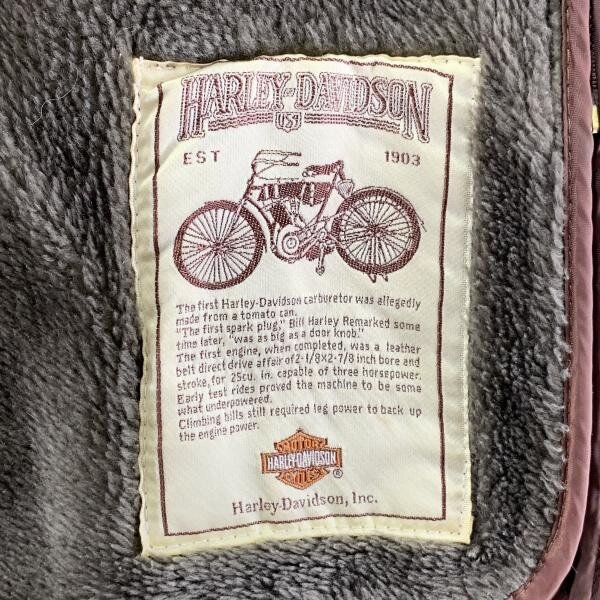 HARLEY-DAVIDSON
USA
EST 1903
The first Harley-Davidson carburetor was allegedly
made from a tomato can.
"The first spark plug," Bill Harley Remarked some
time later, "was as big as a door knob."
The first engine, when completed, was a leather
belt direct drive affair of 2-1/8X2-7/8 inch bore and
stroke, for 25cu. in. capable of three horsepower.
Early test rides proved the machine to be some
what underpowered.
Climbing bills still required leg power to back up
the engine power.
MOTOR
HARLEY-DAVIDSON
CYCLES
®
Harley-Davidson, Inc.